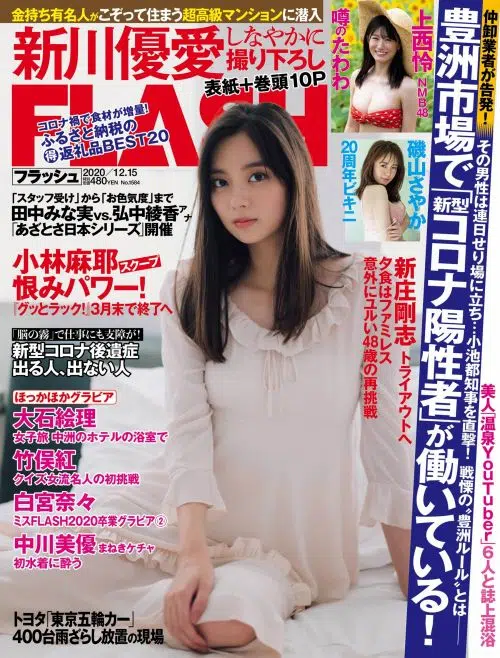 金持ち有名人がこぞって住まう超高級マンションに潜入
新川優愛
しなやかに
撮り下ろし
表紙+巻頭10P
FLASH
コロナ禍で食材が増量!
ふるさと納税の
得返礼品BEST20
フラッシュ
2020/12.15
480YEN No.1584
「スタッフ受け」から「お色気度」まで
田中みな実vs.弘中綾香アナ
「あざとさ日本シリーズ」開催
小林麻耶スクープ
恨みパワー!
『グッとラック!』3月末で終了へ
「脳の霧」で仕事にも支障が!
「新型コロナ後遺症」
出る人、出ない人
ほっかほかグラビア
大石絵理
女子旅 中洲のホテルの浴室で
竹俣紅
クイズ女流名人の初挑戦
白宮奈々
ミスFLASH2020卒業グラビア②
中川美優 まねきケチャ
初水着に酔う
トヨタ「東京五輪カー」
400台雨ざらし放置の現場
上西怜
NMB48
噂のたわわ
磯山さやか
20周年ビキニ
新庄剛志 トライアウトへ
夕食はファミレス
意外にユルい48歳の再挑戦
仲卸業者が告発!
豊洲市場で「新型コロナ陽性者」が働いている!
その男性は連日せり場に立ち…小池都知事を直撃! 戦慄の“豊洲ルール”とは――
美人「温泉YouTuber」6人と誌上混浴